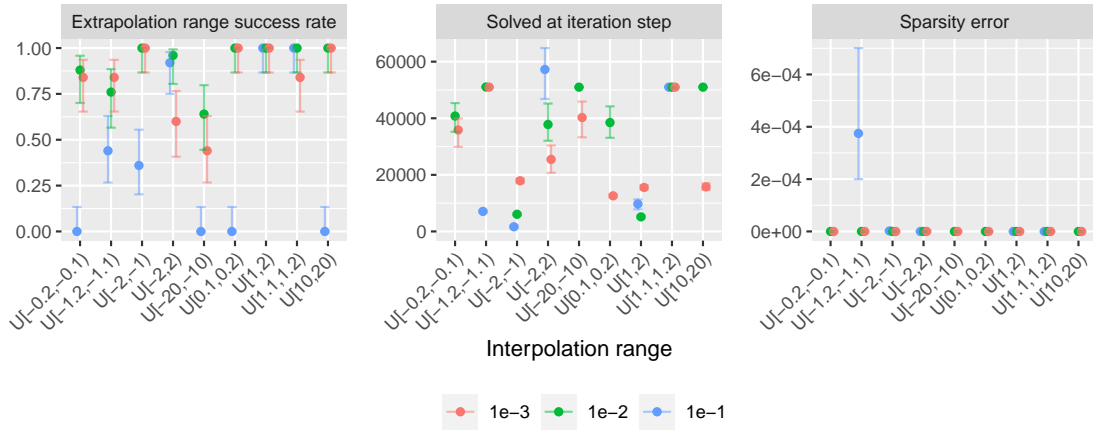 Extrapolation range success rate
Solved at iteration step
Sparsity error
1.00
0.75
0.50
0.25
0.00
60000
40000
20000
0
6e−04
4e−04
2e−04
0e+00
U[−0.2,−0.1)
U[−1.2,−1.1)
U[−2,−1)
U[−2,2)
U[−20,−10)
U[0.1,0.2)
U[1,2)
U[1.1,1.2)
U[10,20)
U[−0.2,−0.1)
U[−1.2,−1.1)
U[−2,−1)
U[−2,2)
U[−20,−10)
U[0.1,0.2)
U[1,2)
U[1.1,1.2)
U[10,20)
U[−0.2,−0.1)
U[−1.2,−1.1)
U[−2,−1)
U[−2,2)
U[−20,−10)
U[0.1,0.2)
U[1,2)
U[1.1,1.2)
U[10,20)
Interpolation range
1e−3
1e−2
1e−1